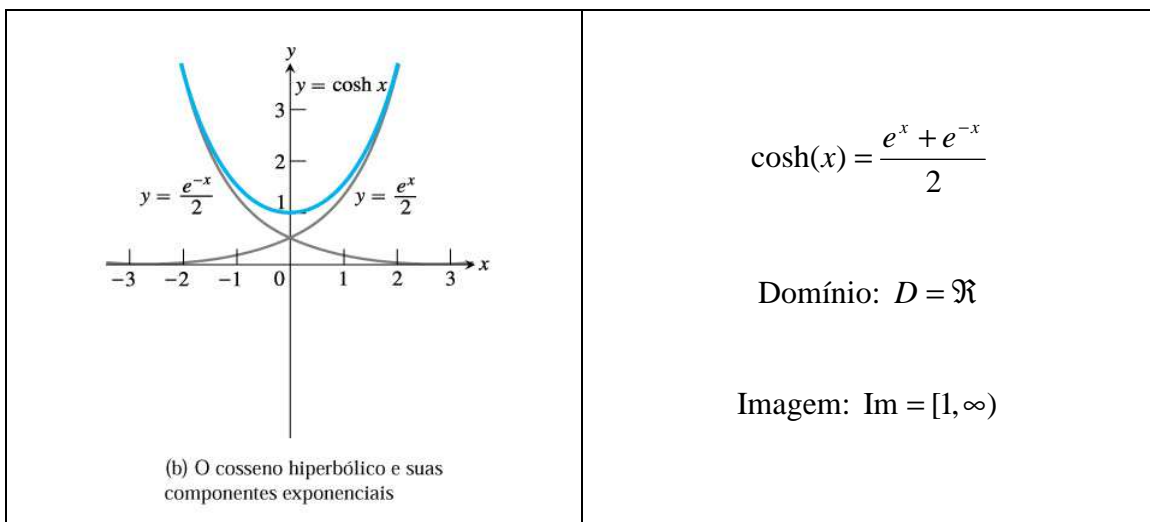 y
y = cosh x
3
2
y = e^{-x}/2
1
y = e^{x}/2
−3 −2 −1 0 1 2 3 x
(b) O cosseno hiperbólico e suas
componentes exponenciais
cosh(x) = (e^{x} + e^{-x})/2
Domínio: D = ℜ
Imagem: Im = [1, ∞)